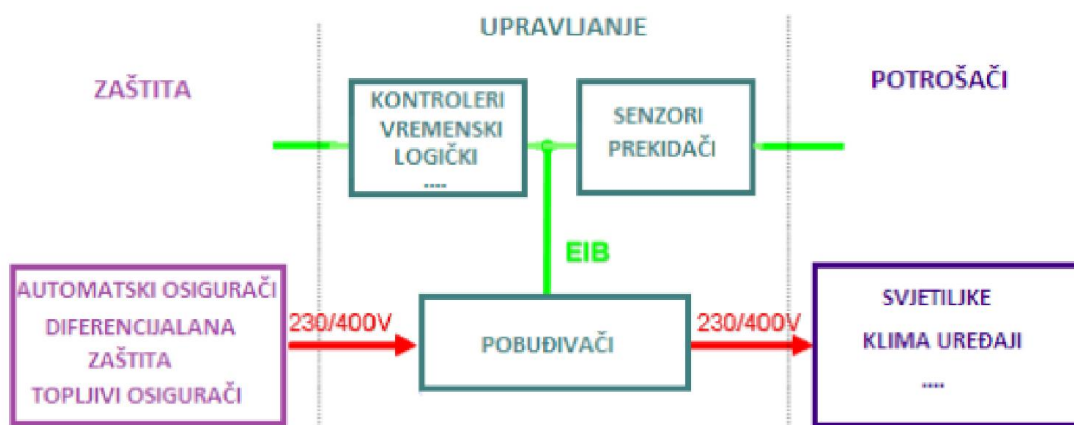 UPRAVLJANJE
ZAŠTITA
POTROŠAČI
KONTROLERI
VREMENSKI
LOGIČKI
....
SENZORI
PREKIDAČI
EIB
AUTOMATSKI OSIGURAČI
DIFERENCIJALANA
ZAŠTITA
TOPLJIVI OSIGURAČI
230/400V
POBUĐIVAČI
230/400V
SVJETILJKE
KLIMA UREĐAJI
....